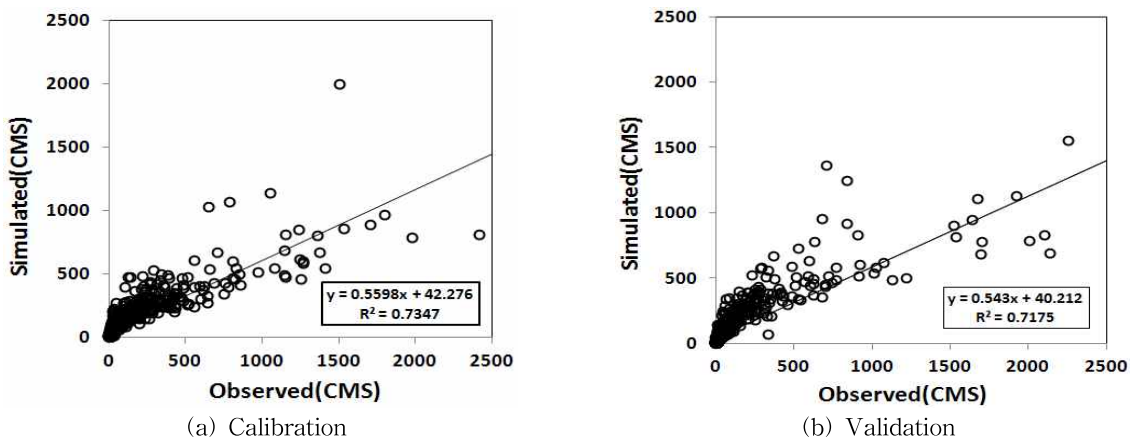 2500
2000
1500
1000
500
0
Simulated(CMS)
y = 0.5598x + 42.276
R² = 0.7347
0 500 1000 1500 2000 2500
Observed(CMS)
(a) Calibration
2500
2000
1500
1000
500
0
Simulated(CMS)
y = 0.543x + 40.212
R² = 0.7175
0 500 1000 1500 2000 2500
Observed(CMS)
(b) Validation